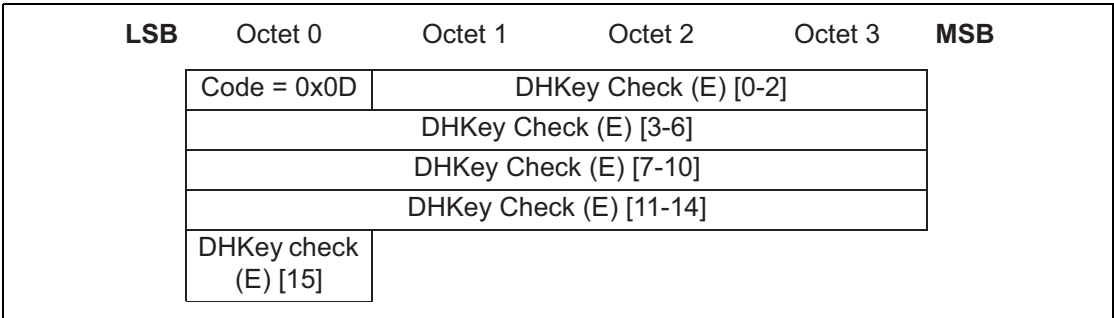 LSB Octet 0 Octet 1 Octet 2 Octet 3 MSB
Code = 0x0D DHKey Check (E) [0-2]
DHKey Check (E) [3-6]
DHKey Check (E) [7-10]
DHKey Check (E) [11-14]
DHKey check
(E) [15]